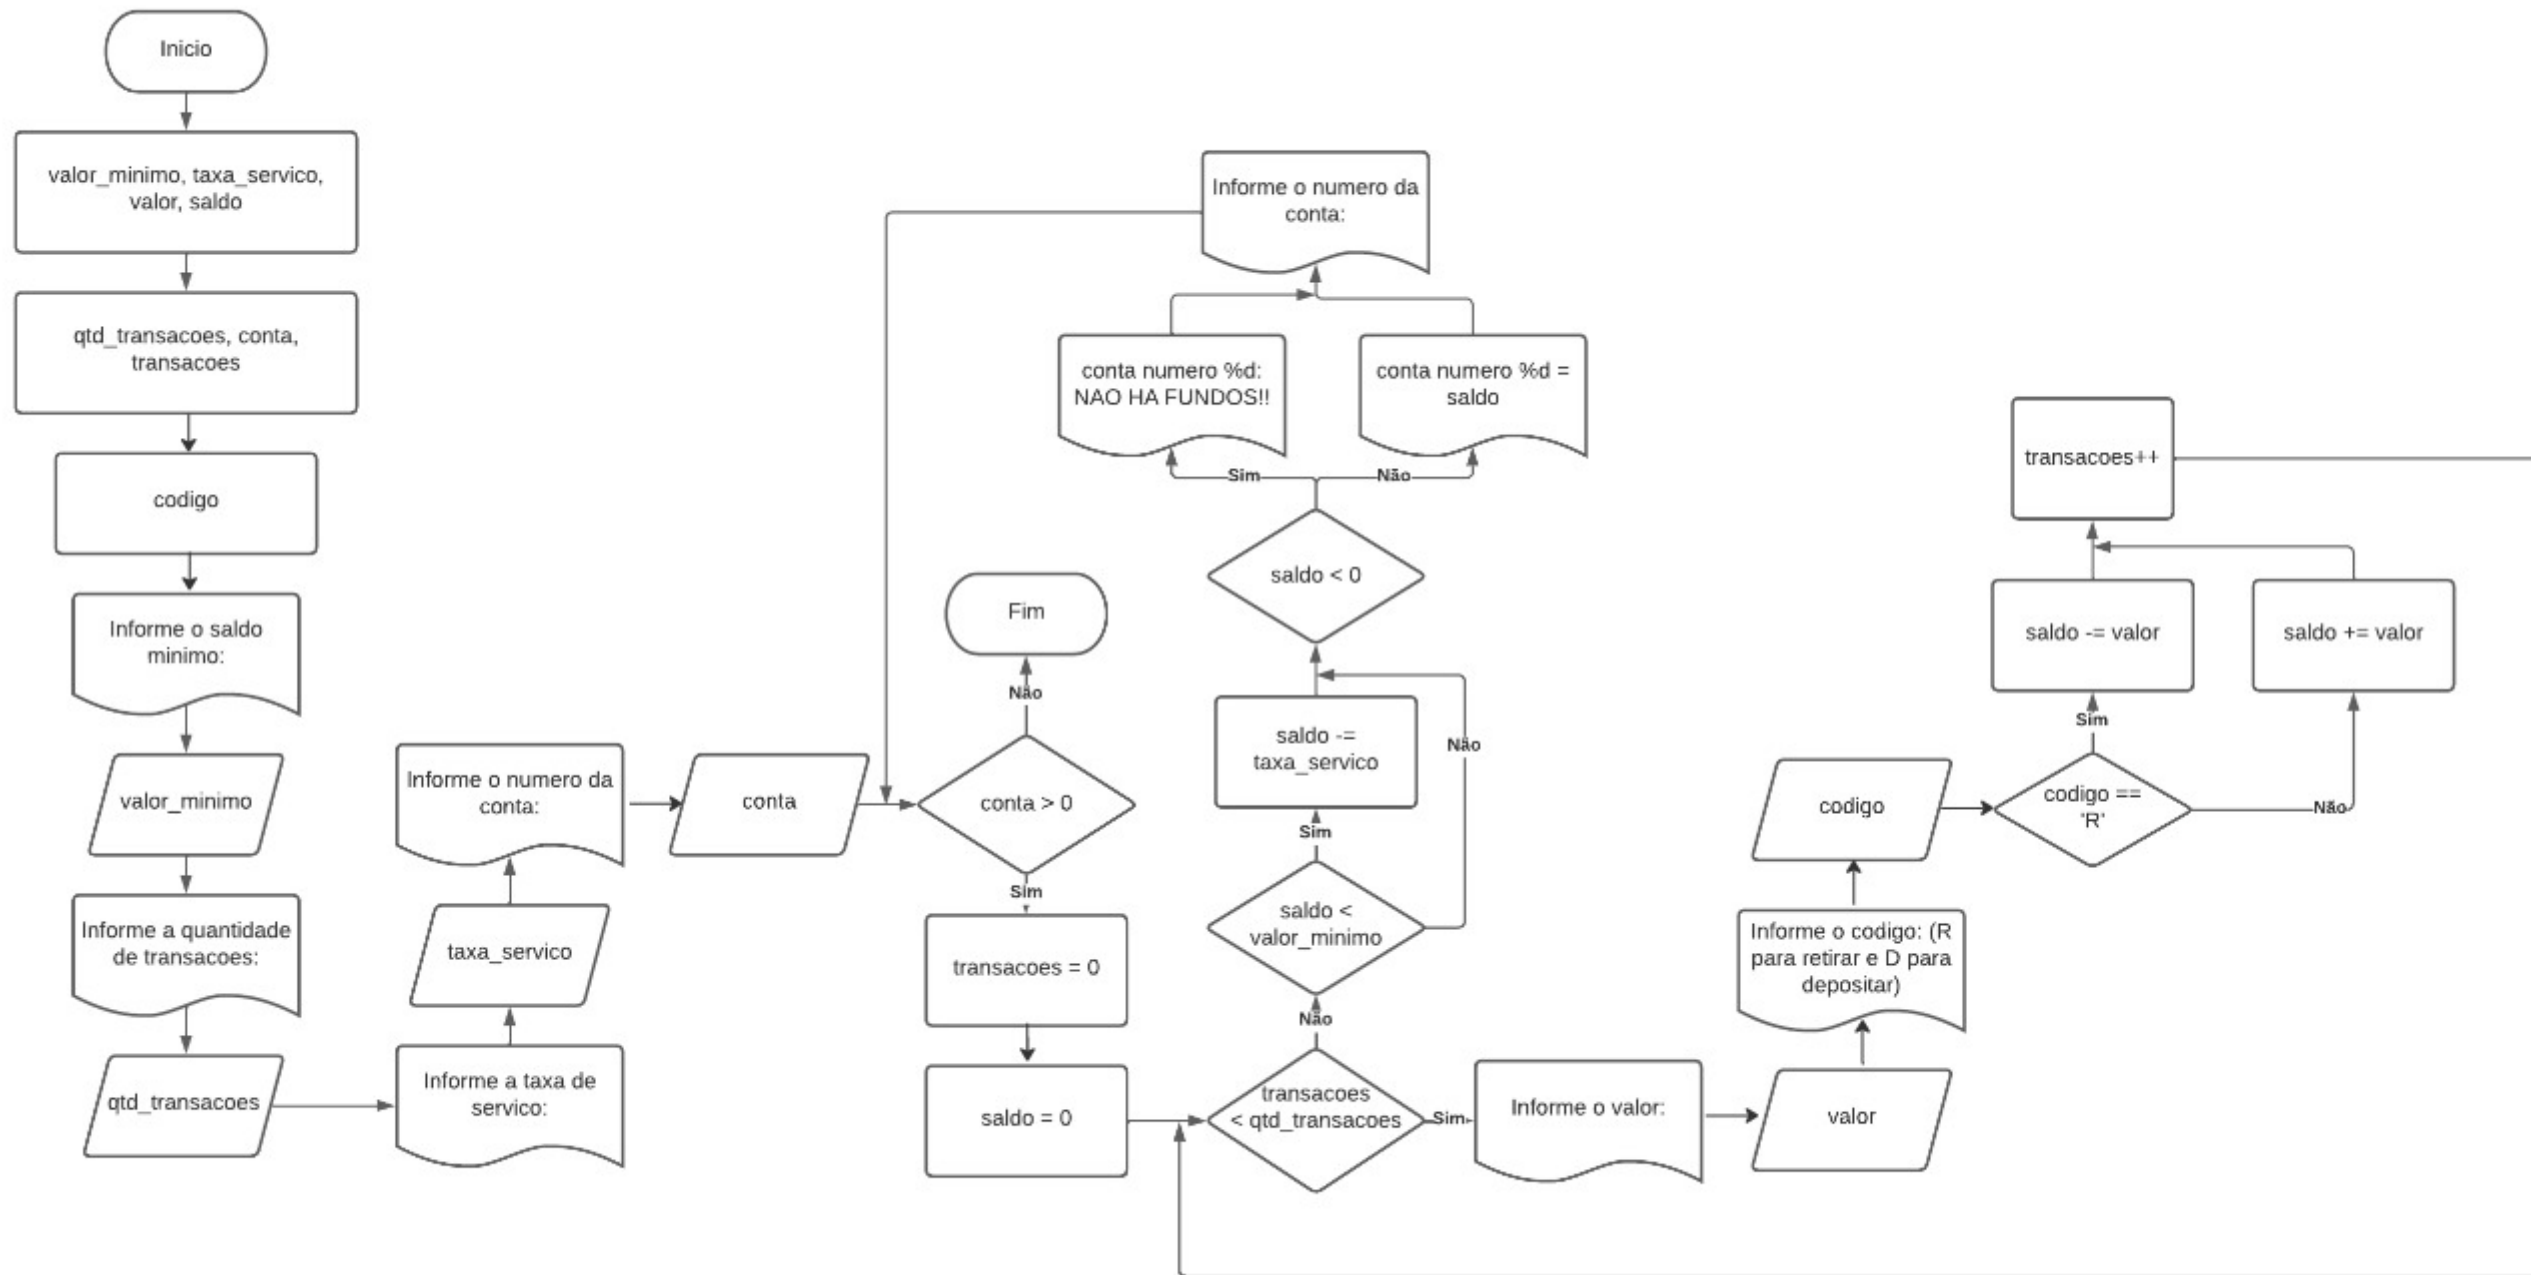 Inicio
valor_minimo, taxa_servico,
valor, saldo
qtd_transacoes, conta,
transacoes
codigo
Informe o saldo
minimo:
valor_minimo
Informe a quantidade
de transacoes:
qtd_transacoes
Informe a taxa de
servico:
taxa_servico
Informe o numero da
conta:
conta
conta > 0
Não
Fim
Sim
transacoes = 0
saldo = 0
transacoes
< qtd_transacoes
Não
saldo <
valor_minimo
Sim
Não
saldo -=
taxa_servico
saldo < 0
Sim
Não
conta numero %d:
NAO HA FUNDOS!!
conta numero %d =
saldo
Informe o numero da
conta:
Sim
Informe o valor:
valor
Informe o codigo: (R
para retirar e D para
depositar)
codigo
codigo ==
'R'
Sim
Não
saldo -= valor
saldo += valor
transacoes++